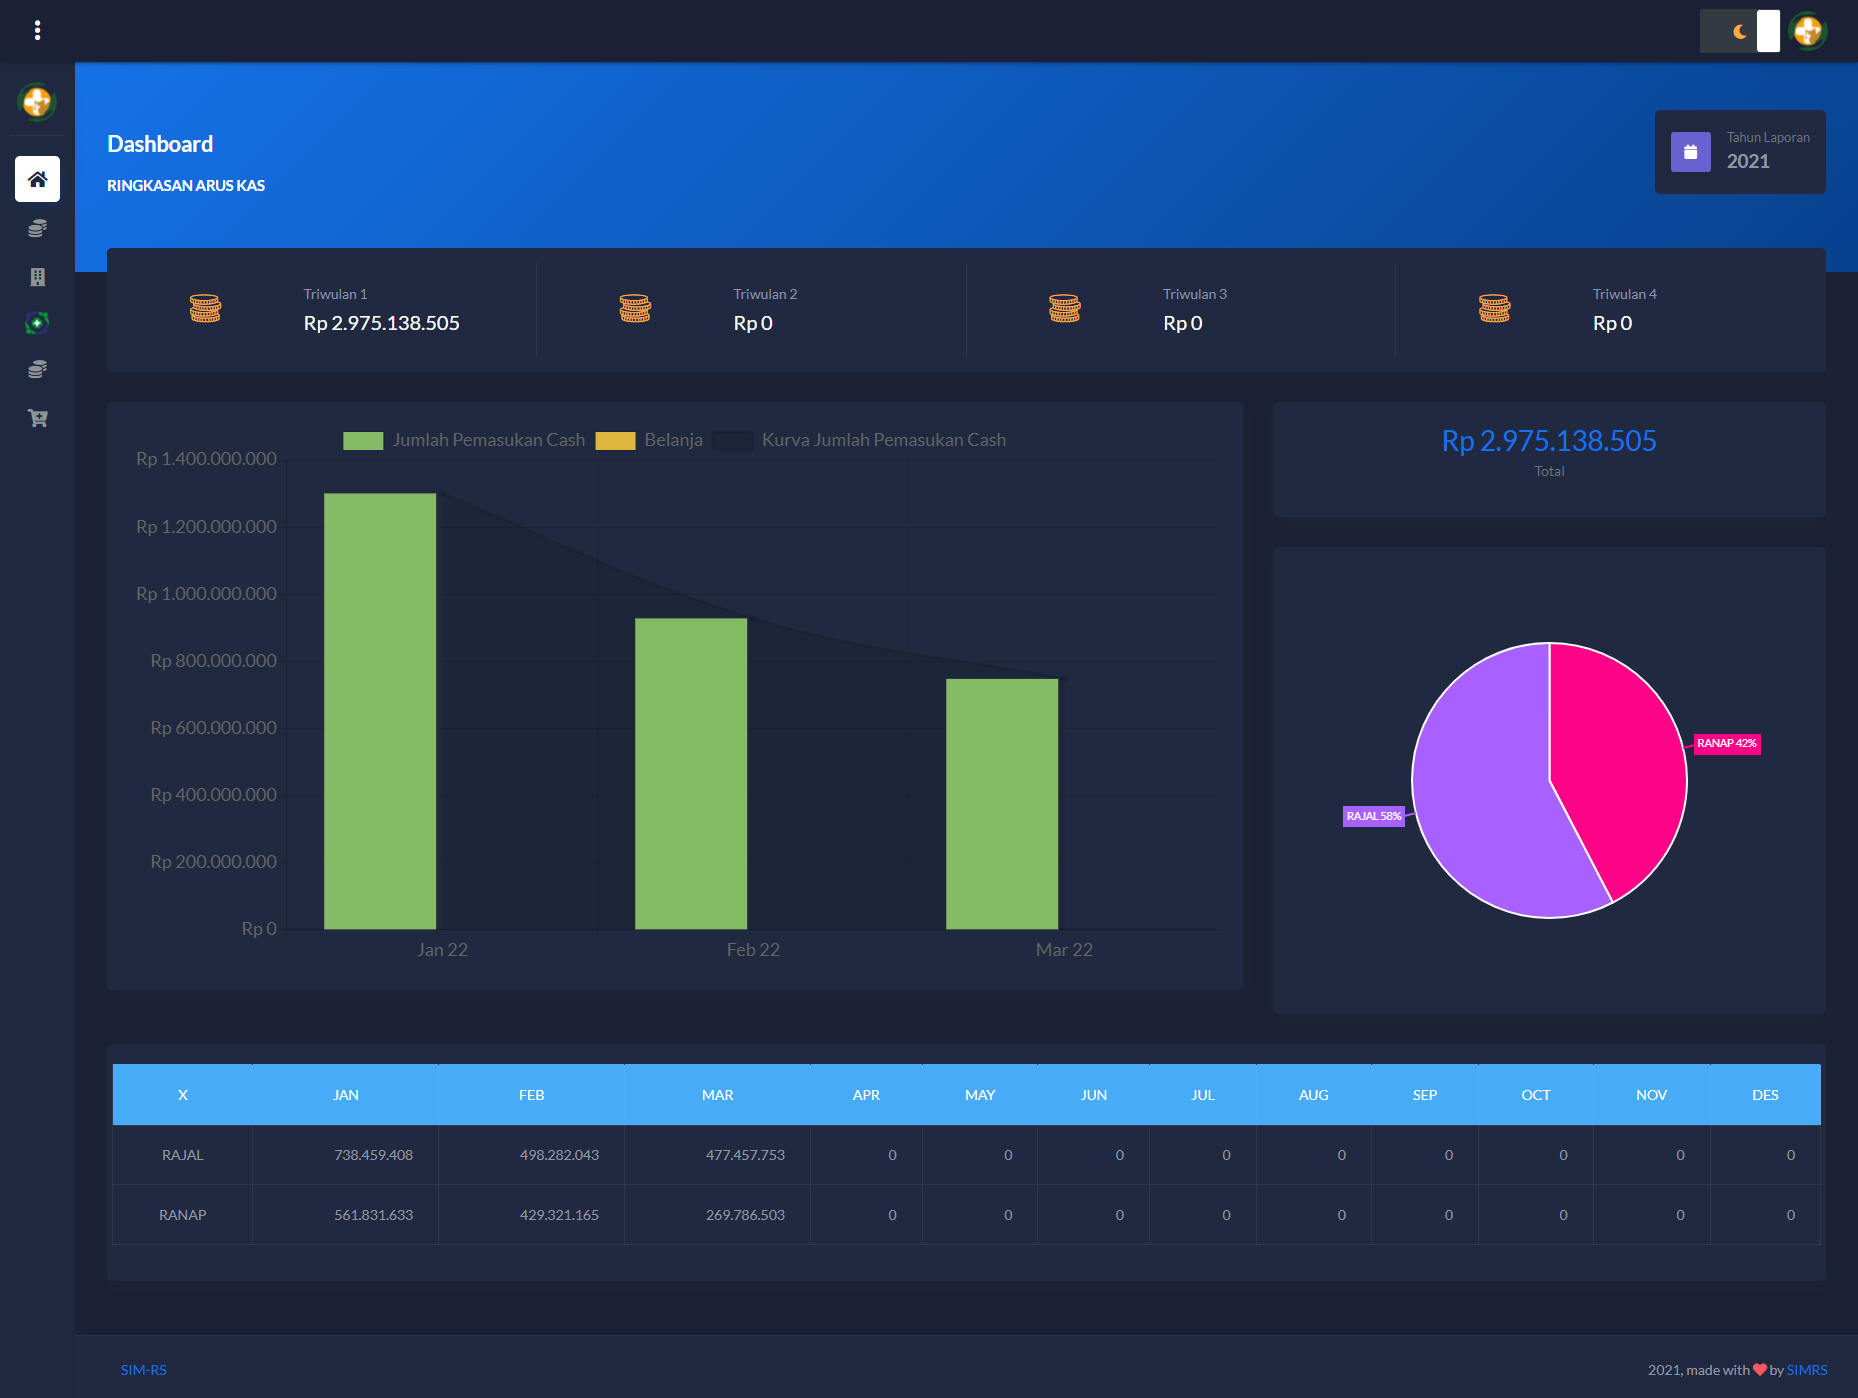 Dashboard
RINGKASAN ARUS KAS
Tahun Laporan
2021
Triwulan 1
Rp 2.975.138.505
Triwulan 2
Rp 0
Triwulan 3
Rp 0
Triwulan 4
Rp 0
Jumlah Pemasukan Cash Belanja Kurva Jumlah Pemasukan Cash
Rp 1.400.000.000
Rp 1.200.000.000
Rp 1.000.000.000
Rp 800.000.000
Rp 600.000.000
Rp 400.000.000
Rp 200.000.000
Rp 0
Jan 22 Feb 22 Mar 22
Rp 2.975.138.505
Total
RANAP 42%
RAJAL 58%
X JAN FEB MAR APR MAY JUN JUL AUG SEP OCT NOV DES
RAJAL 738.459.408 498.282.043 477.457.753 0 0 0 0 0 0 0 0 0
RANAP 561.831.633 429.321.165 269.786.503 0 0 0 0 0 0 0 0 0
SIM-RS
2021, made with ❤ by SIMRS